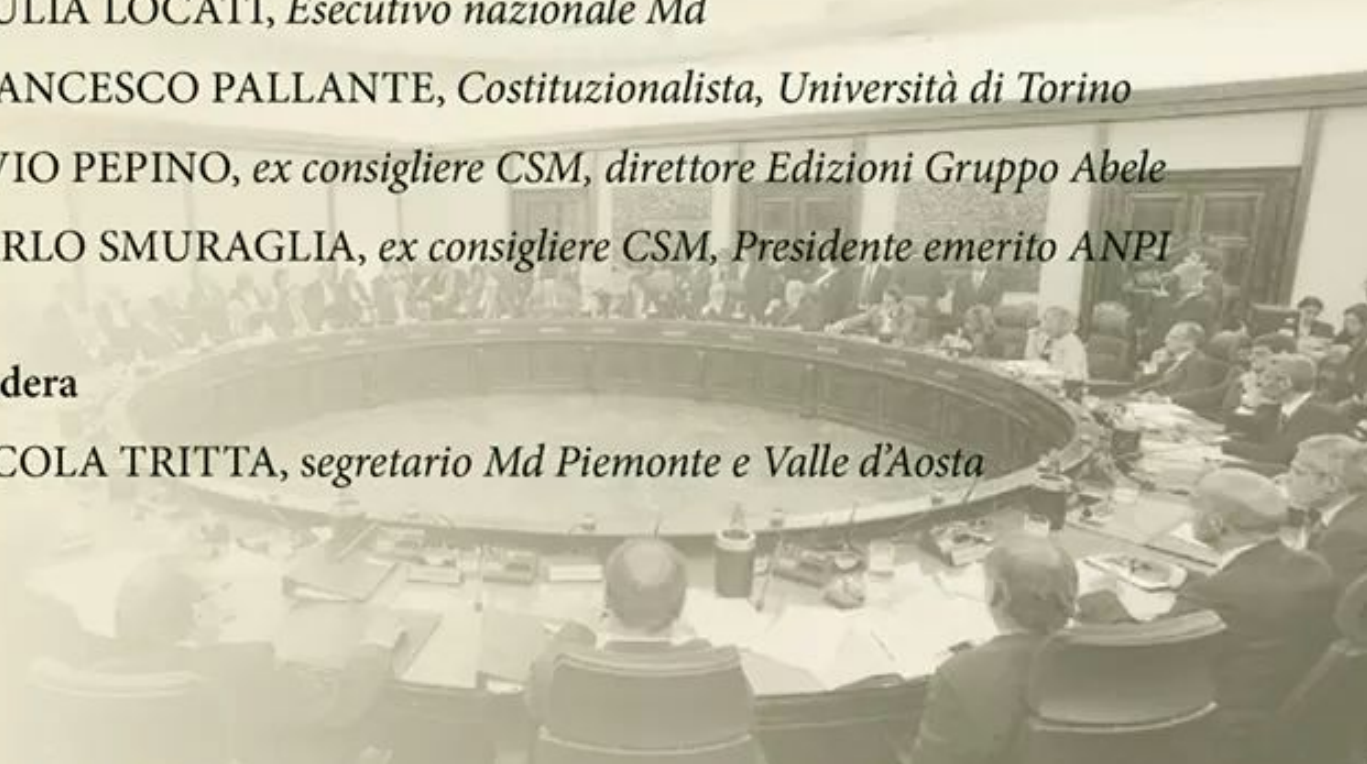 ULIA LOCATI, Esecutivo nazionale Md
ANCESCO PALLANTE, Costituzionalista, Università di Torino
VIO PEPINO, ex consigliere CSM, direttore Edizioni Gruppo Abele
RLO SMURAGLIA, ex consigliere CSM, Presidente emerito ANPI
dera
COLA TRITTA, segretario Md Piemonte e Valle d'Aosta